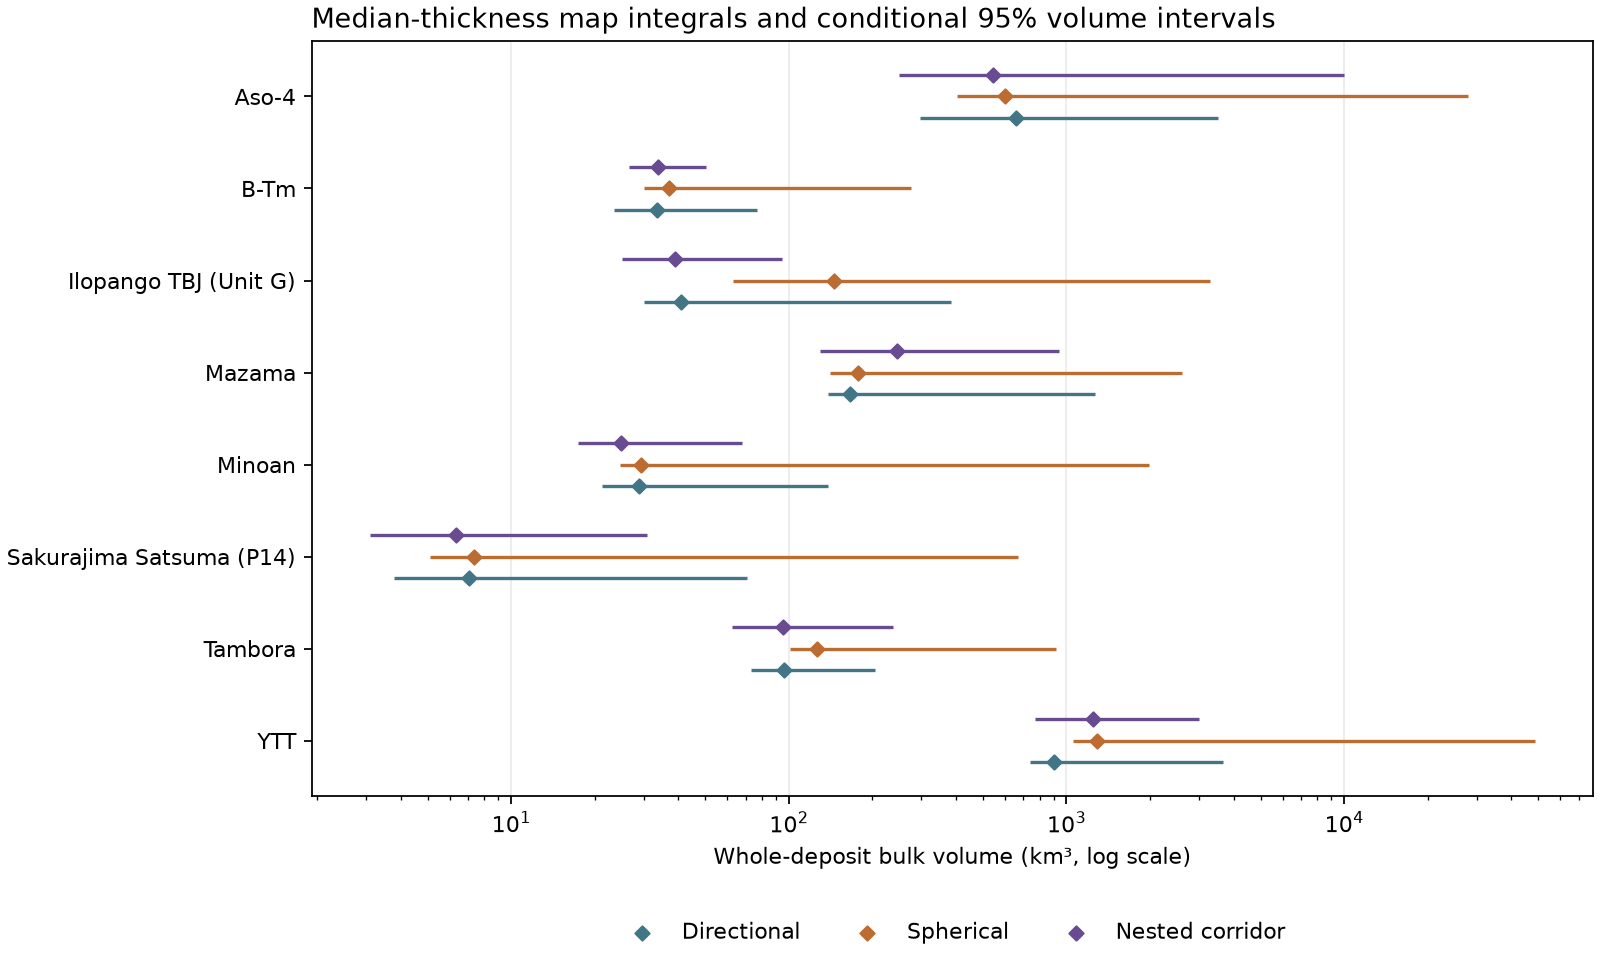 Median-thickness map integrals and conditional 95% volume intervals
Aso-4
B-Tm
Ilopango TBJ (Unit G)
Mazama
Minoan
Sakurajima Satsuma (P14)
Tambora
YTT
10¹ 10² 10³ 10⁴
Whole-deposit bulk volume (km³, log scale)
Directional Spherical Nested corridor